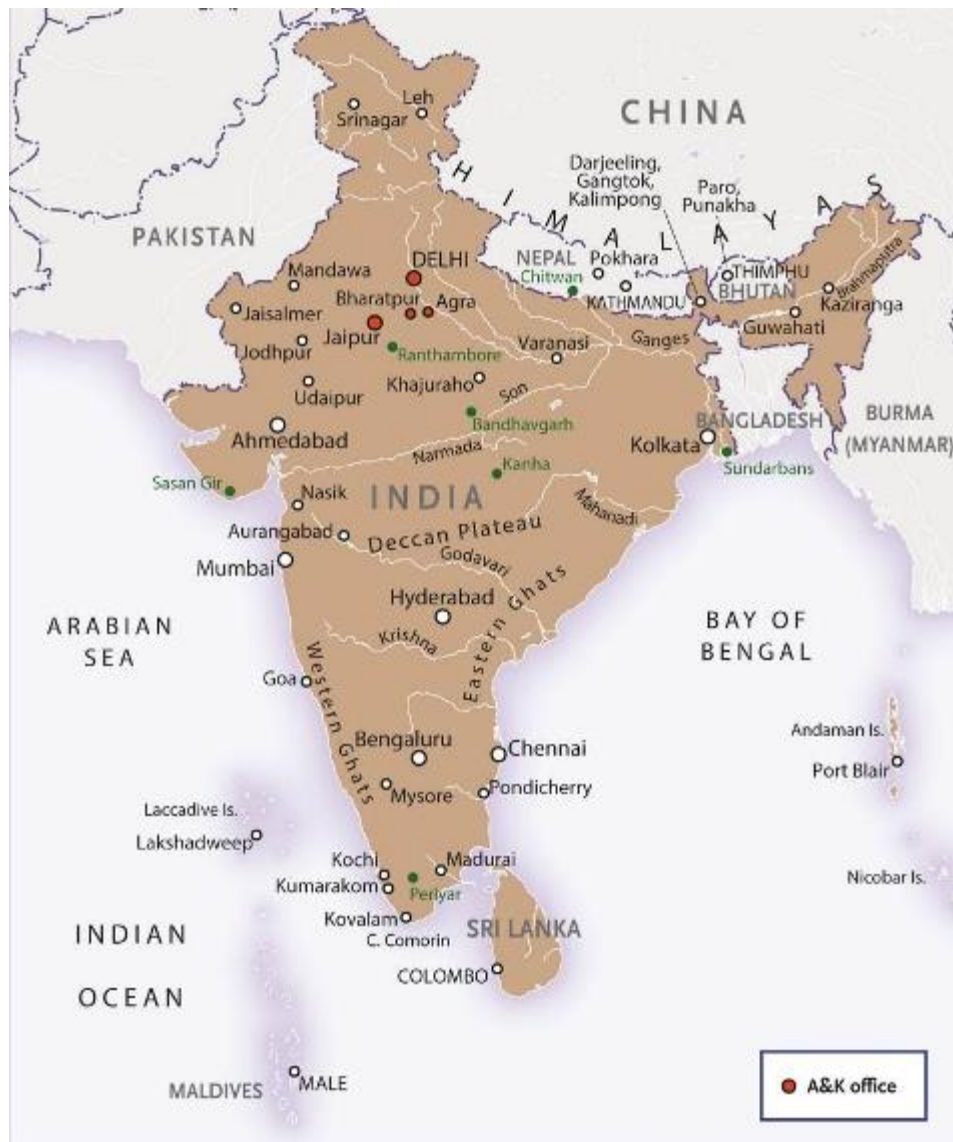 Leh
Srinagar
CHINA
HIMALAYAS
Darjeeling,
Gangtok,
Kalimpong
Paro,
Punakha
PAKISTAN
DELHI
Mandawa
NEPAL
Pokhara
Chitwan
THIMPHU
BHUTAN
Brahmaputra
KATHMANDU
Kaziranga
Bharatpur
Agra
Jaisalmer
Guwahati
Jaipur
Jodhpur
Ranthambore
Varanasi
Ganges
Khajuraho
Udaipur
Son
Bandhavgarh
BANGLADESH
BURMA
(MYANMAR)
Ahmedabad
Kolkata
Narmada
Kanha
Sundarbans
Sasan Gir
Nasik
INDIA
Mahanadi
Aurangabad
Deccan Plateau
Godavari
Mumbai
Hyderabad
Eastern Ghats
ARABIAN
SEA
BAY OF
BENGAL
Krishna
Goa
Western Ghats
Andaman Is.
Bengaluru
Chennai
Port Blair
Mysore
Pondicherry
Laccadive Is.
Lakshadweep
Kochi
Madurai
Kumarakom
Periyar
Nicobar Is.
Kovalam
C. Comorin
SRI LANKA
INDIAN
OCEAN
COLOMBO
MALDIVES
MALE
A&K office